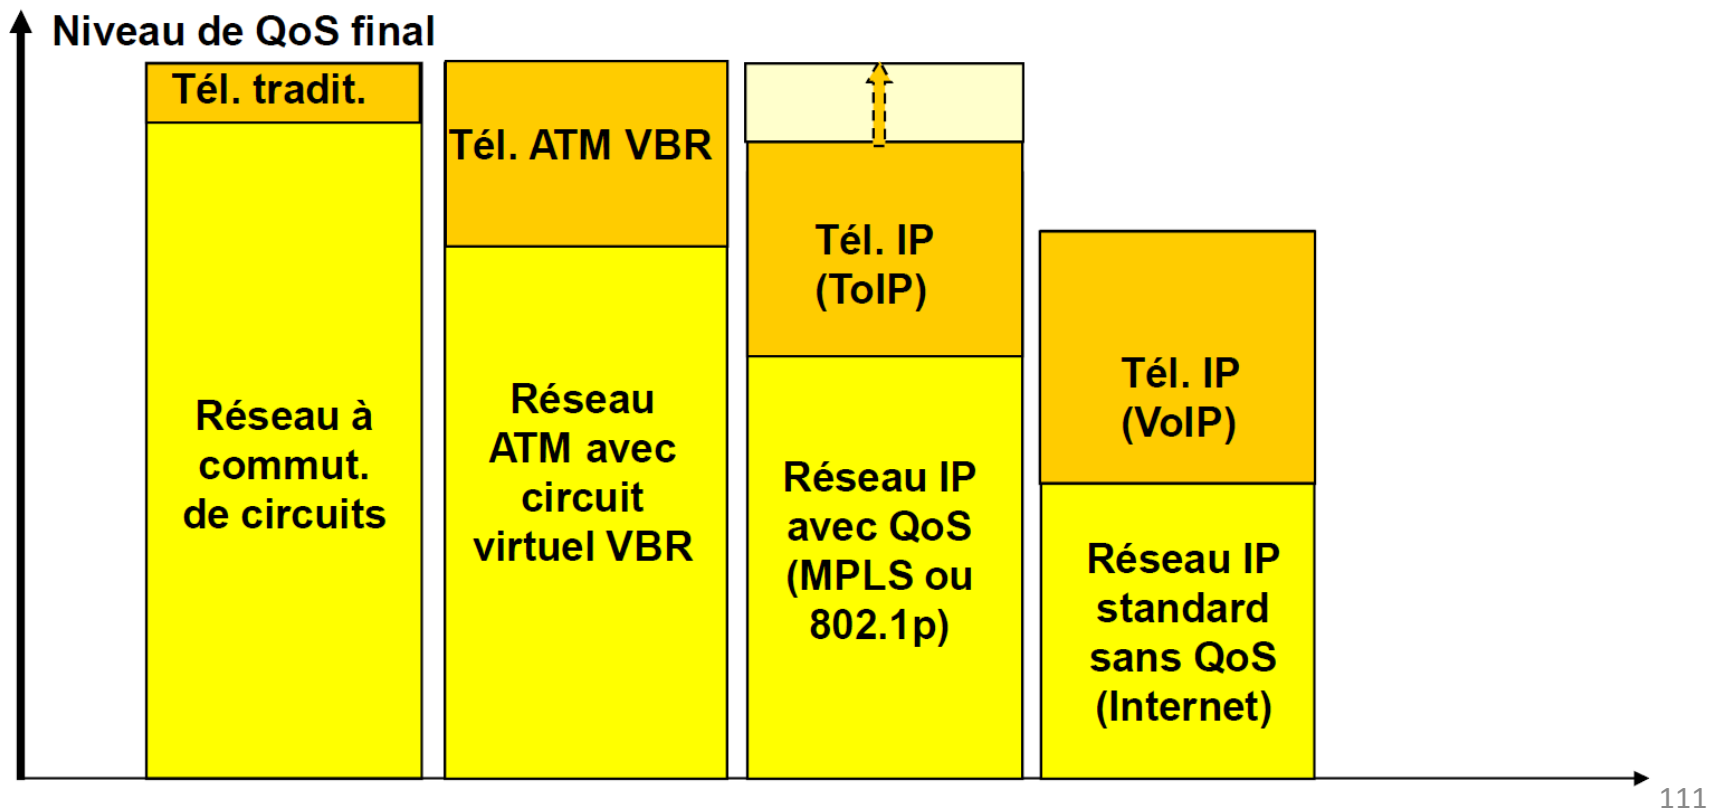 Niveau de QoS final
Tél. tradit.
Réseau à
commut.
de circuits
Tél. ATM VBR
Réseau
ATM avec
circuit
virtuel VBR
Tél. IP
(ToIP)
Réseau IP
avec QoS
(MPLS ou
802.1p)
Tél. IP
(VoIP)
Réseau IP
standard
sans QoS
(Internet)
111